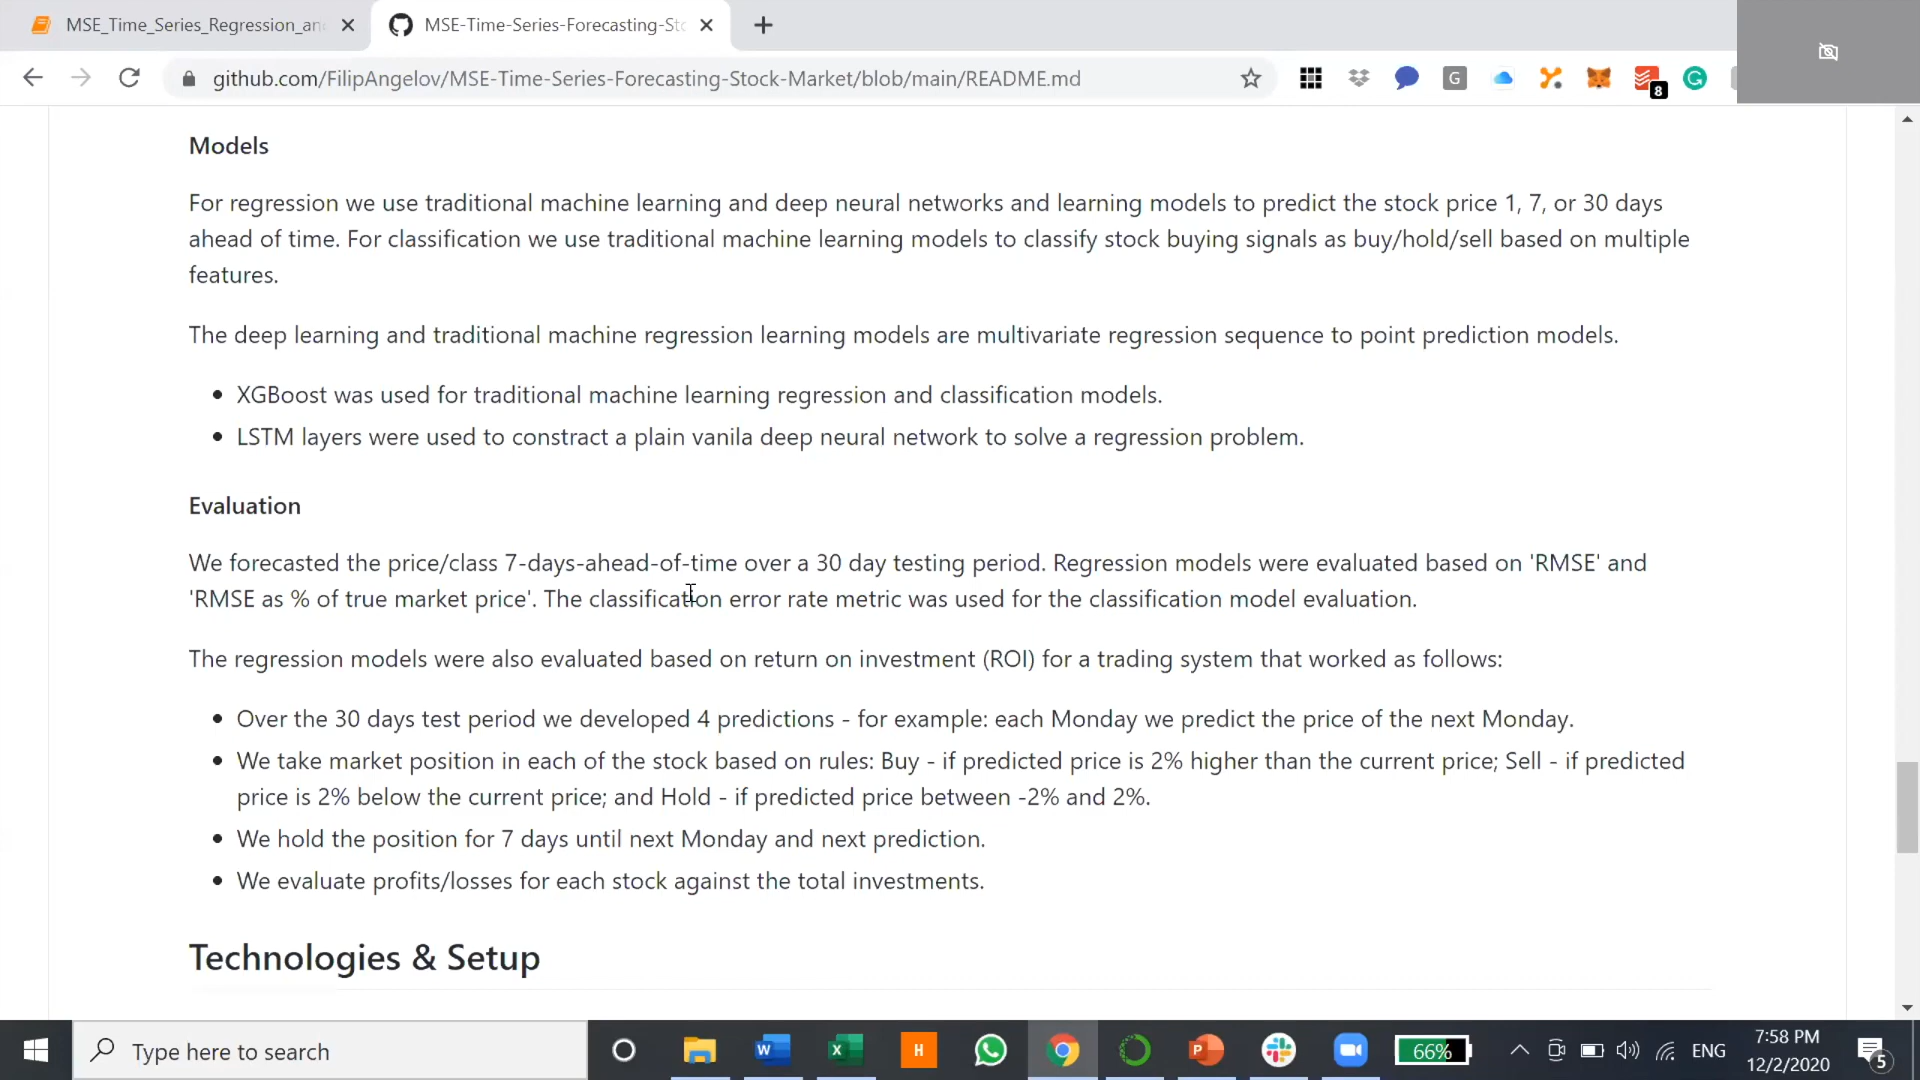 MSE_Time_Series_Regression_an
MSE-Time-Series-Forecasting-Sto
github.com/FilipAngelov/MSE-Time-Series-Forecasting-Stock-Market/blob/main/README.md
G
8
Models
For regression we use traditional machine learning and deep neural networks and learning models to predict the stock price 1, 7, or 30 days
ahead of time. For classification we use traditional machine learning models to classify stock buying signals as buy/hold/sell based on multiple
features.
The deep learning and traditional machine regression learning models are multivariate regression sequence to point prediction models.
XGBoost was used for traditional machine learning regression and classification models.
LSTM layers were used to constract a plain vanila deep neural network to solve a regression problem.
Evaluation
We forecasted the price/class 7-days-ahead-of-time over a 30 day testing period. Regression models were evaluated based on 'RMSE' and
'RMSE as % of true market price'. The classification error rate metric was used for the classification model evaluation.
The regression models were also evaluated based on return on investment (ROI) for a trading system that worked as follows:
Over the 30 days test period we developed 4 predictions - for example: each Monday we predict the price of the next Monday.
We take market position in each of the stock based on rules: Buy - if predicted price is 2% higher than the current price; Sell - if predicted
price is 2% below the current price; and Hold - if predicted price between -2% and 2%.
We hold the position for 7 days until next Monday and next prediction.
We evaluate profits/losses for each stock against the total investments.
Technologies & Setup
Type here to search
W
X
H
P
66%
ENG
7:58 PM
12/2/2020
5